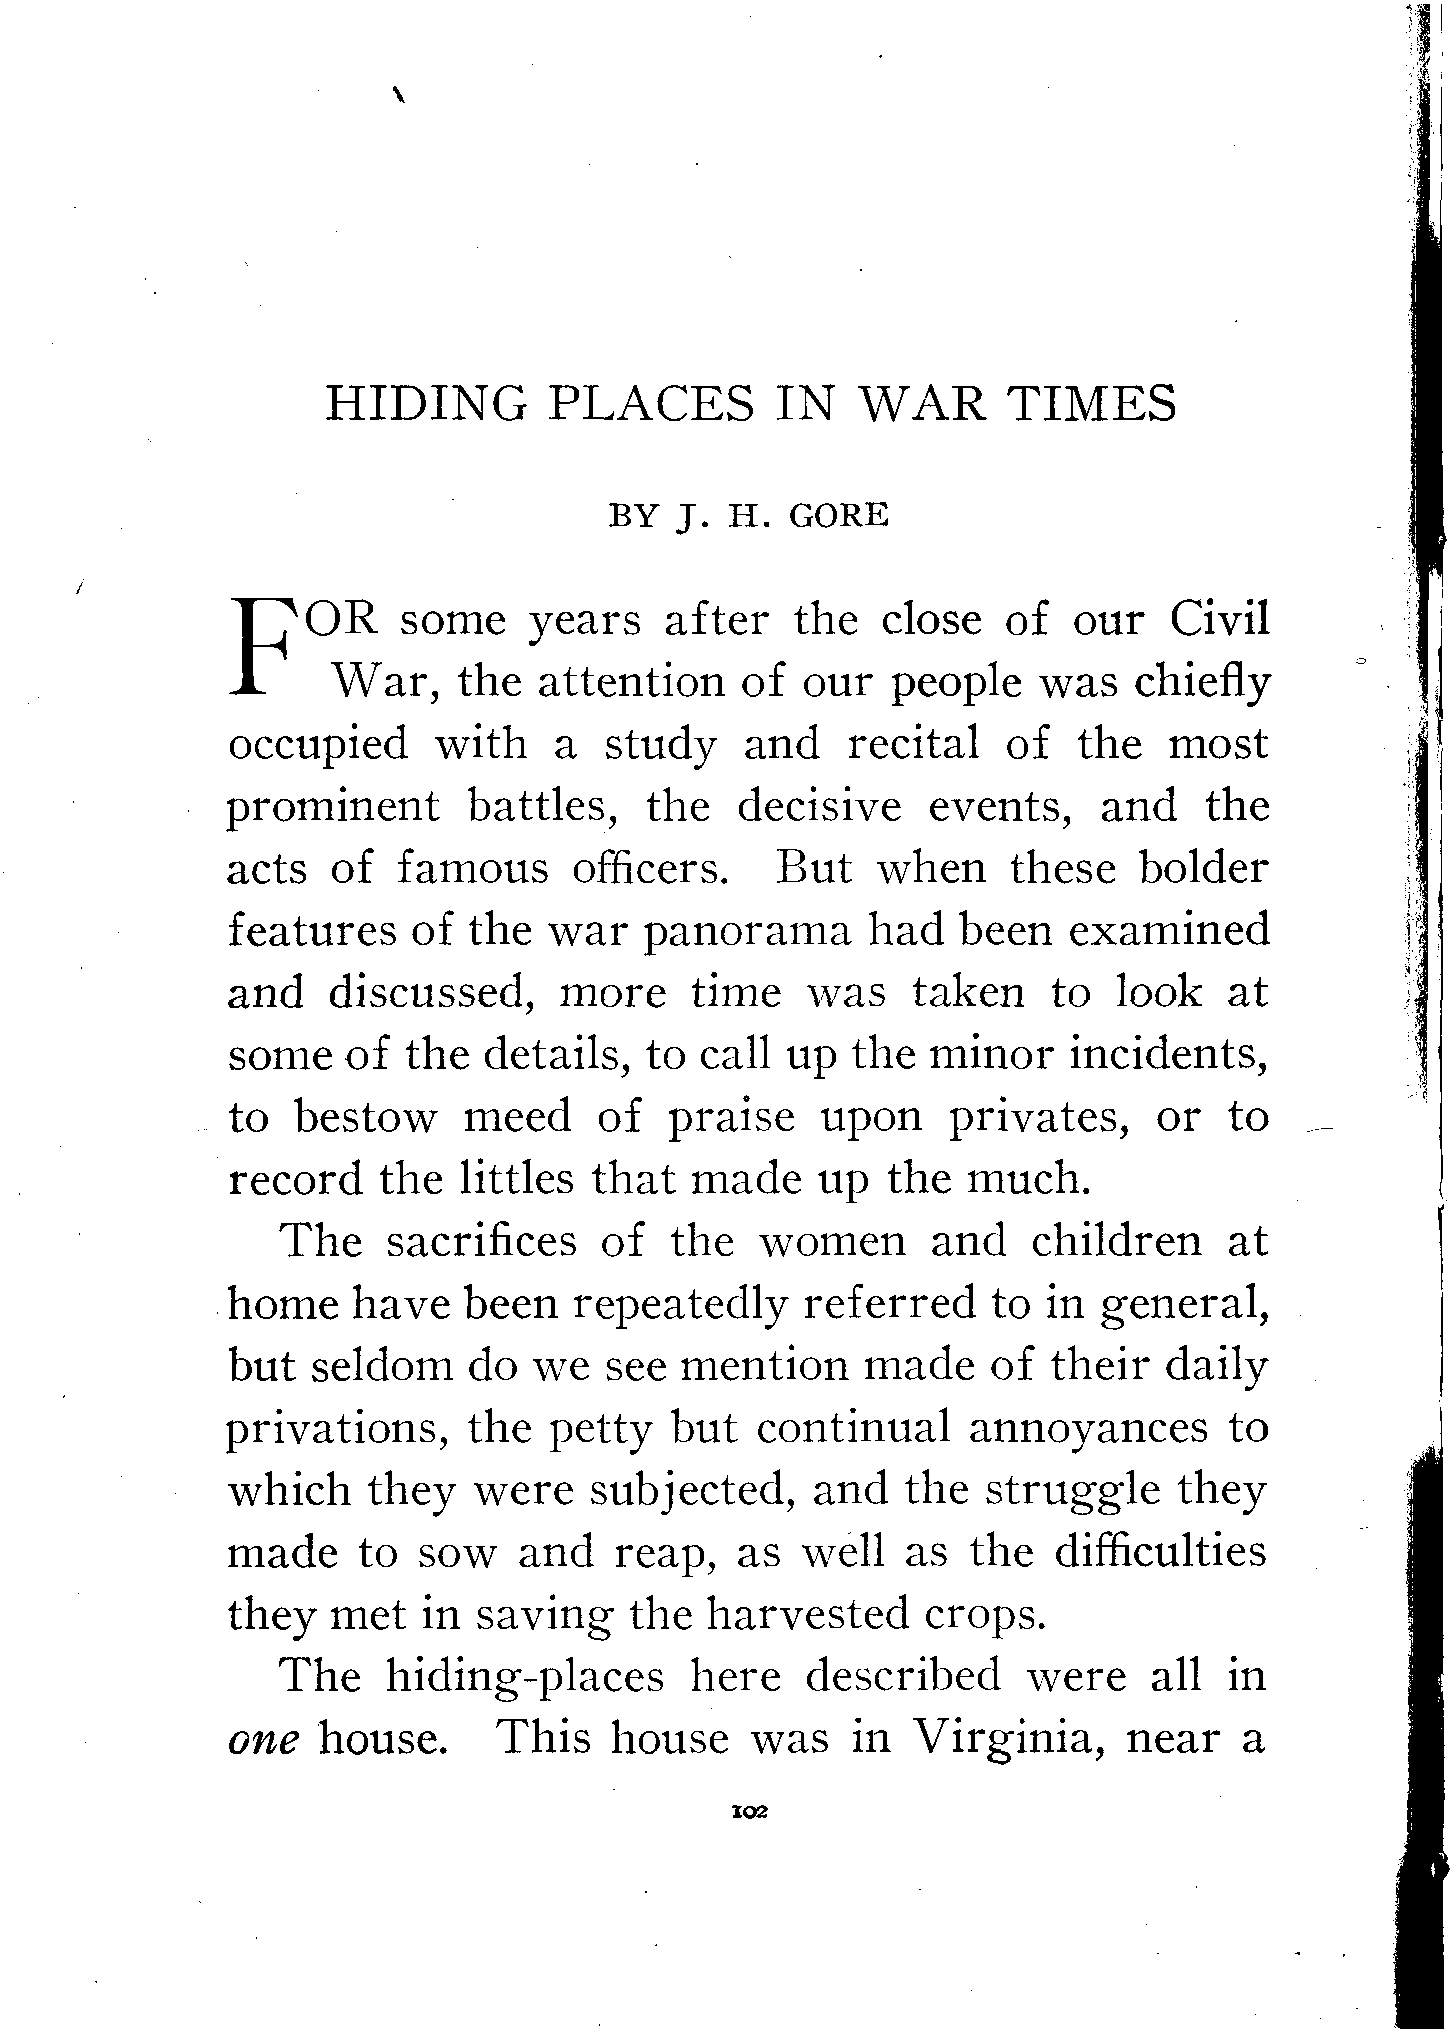 HIDING PLACES IN WAR TIMES
BY J. H. GORE
FOR some years after the close of our Civil
War, the attention of our people was chiefly
occupied with a study and recital of the most
prominent battles, the decisive events, and the
acts of famous officers. But when these bolder
features of the war panorama had been examined
and discussed, more time was taken to look at
some of the details, to call up the minor incidents,
to bestow meed of praise upon privates, or to
record the littles that made up the much.
The sacrifices of the women and children at
home have been repeatedly referred to in general,
but seldom do we see mention made of their daily
privations, the petty but continual annoyances to
which they were subjected, and the struggle they
made to sow and reap, as well as the difficulties
they met in saving the harvested crops.
The hiding-places here described were all in
one house. This house was in Virginia, near a
102